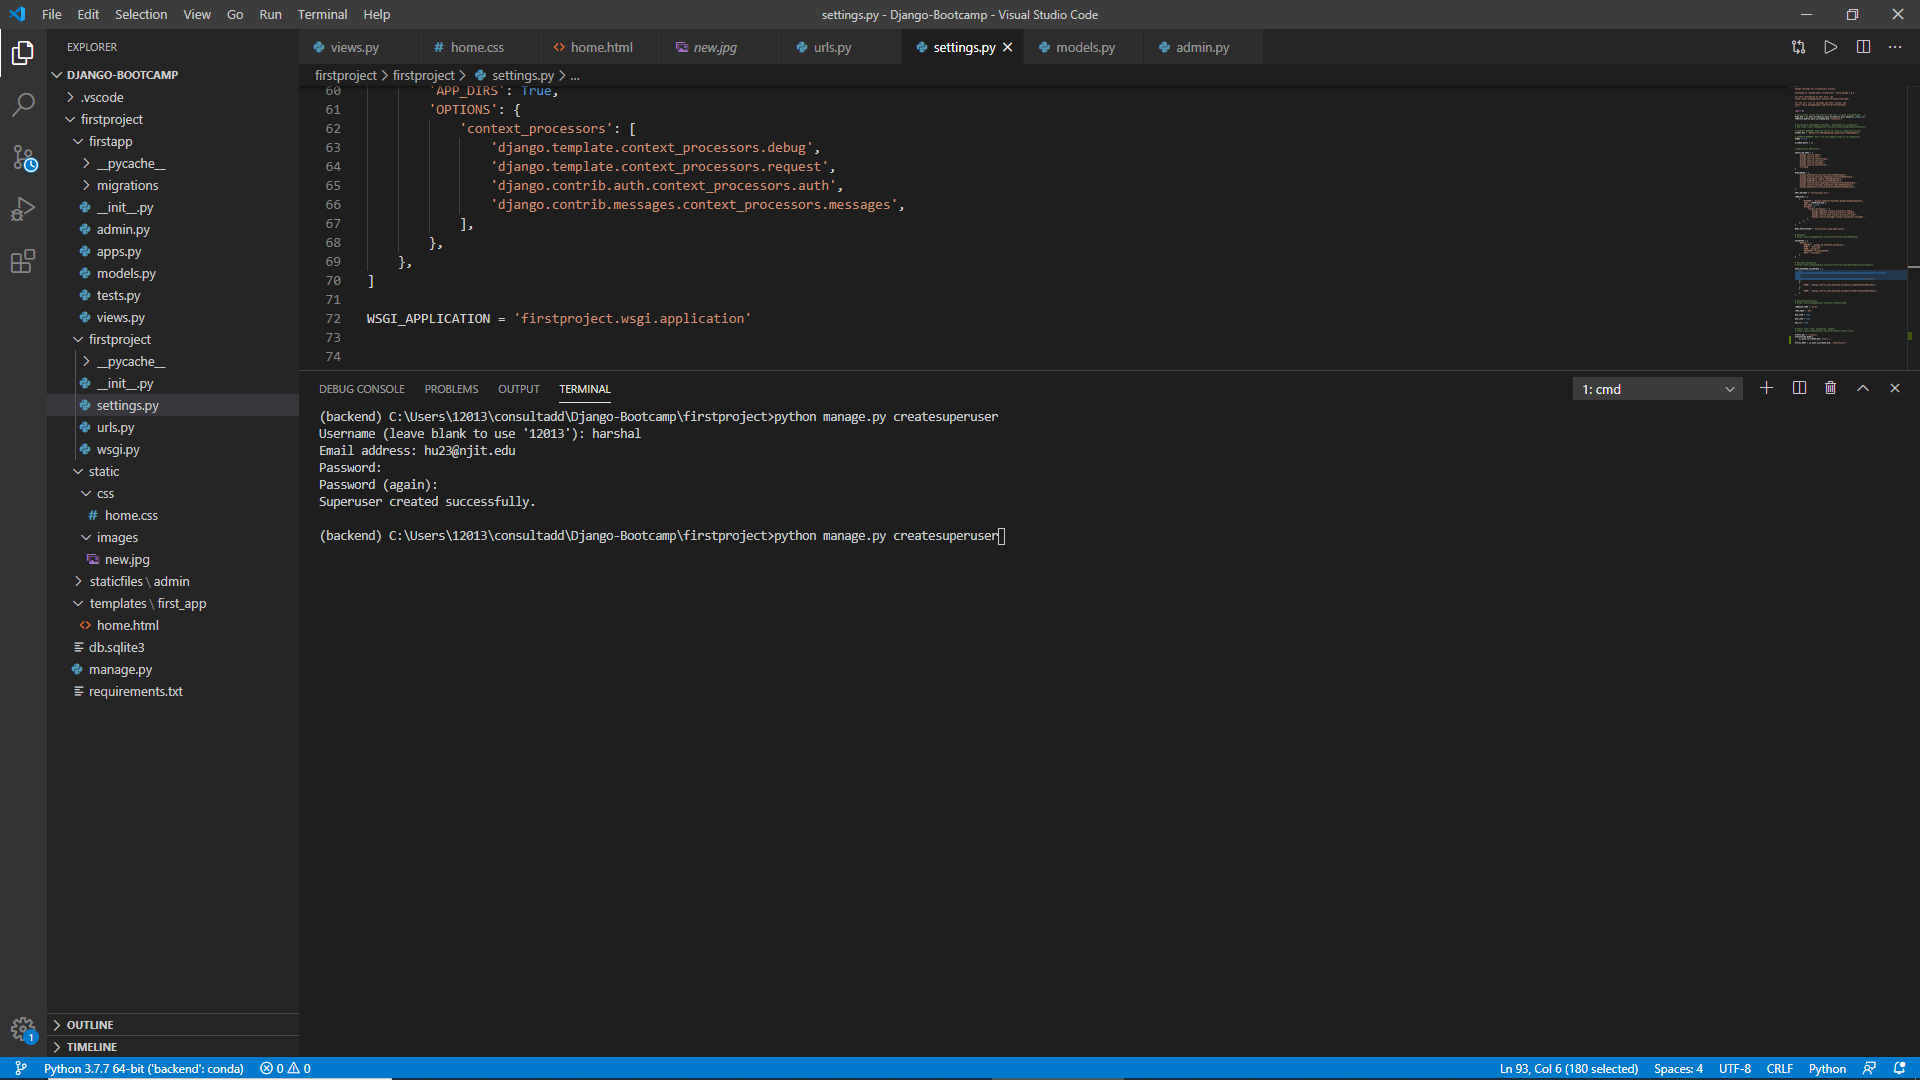 File Edit Selection View Go Run Terminal Help
settings.py - Django-Bootcamp - Visual Studio Code
EXPLORER
DJANGO-BOOTCAMP
.vscode
firstproject
firstapp
__pycache__
migrations
__init__.py
admin.py
apps.py
models.py
tests.py
views.py
firstproject
__pycache__
__init__.py
settings.py
urls.py
wsgi.py
static
css
home.css
images
new.jpg
staticfiles \ admin
templates \ first_app
home.html
db.sqlite3
manage.py
requirements.txt
OUTLINE
TIMELINE
views.py home.css home.html new.jpg urls.py settings.py models.py admin.py
firstproject > firstproject > settings.py > ...
60 'APP_DIRS': True,
61 'OPTIONS': {
62 'context_processors': [
63 'django.template.context_processors.debug',
64 'django.template.context_processors.request',
65 'django.contrib.auth.context_processors.auth',
66 'django.contrib.messages.context_processors.messages',
67 ],
68 },
69 },
70 ]
71
72 WSGI_APPLICATION = 'firstproject.wsgi.application'
73
74
DEBUG CONSOLE PROBLEMS OUTPUT TERMINAL
1: cmd
(backend) C:\Users\12013\consultadd\Django-Bootcamp\firstproject>python manage.py createsuperuser
Username (leave blank to use '12013'): harshal
Email address: hu23@njit.edu
Password:
Password (again):
Superuser created successfully.
(backend) C:\Users\12013\consultadd\Django-Bootcamp\firstproject>python manage.py createsuperuser
1
Python 3.7.7 64-bit ('backend': conda) 0 0
Ln 93, Col 6 (180 selected) Spaces: 4 UTF-8 CRLF Python